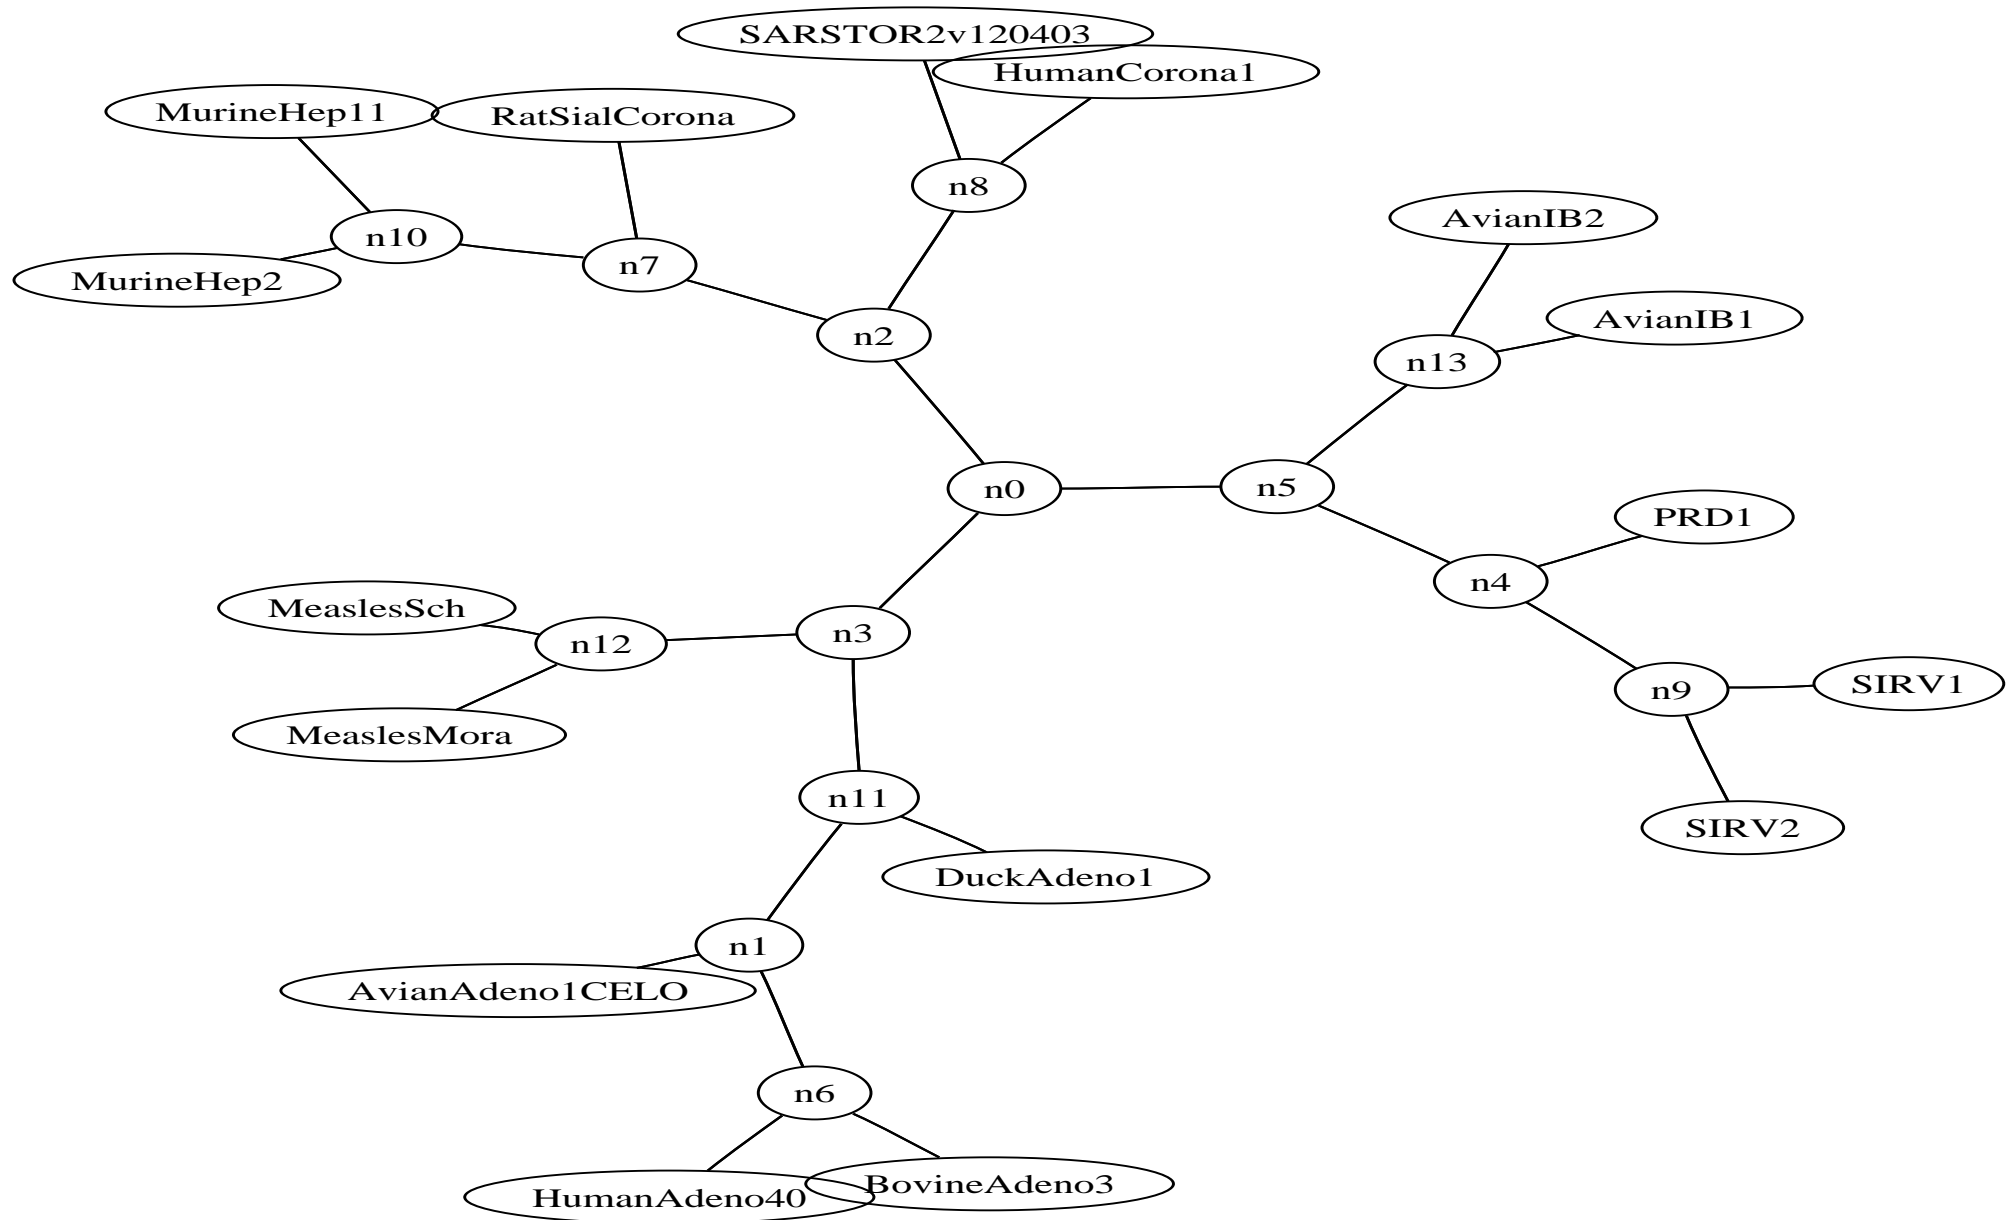 SARSTOR2v120403
HumanCorona1
MurineHep11
RatSialCorona
n8
AvianIB2
n10
n7
MurineHep2
AvianIB1
n2
n13
n0
n5
PRD1
n4
MeaslesSch
n3
n12
n9
SIRV1
MeaslesMora
n11
SIRV2
DuckAdeno1
n1
AvianAdeno1CELO
n6
BovineAdeno3
HumanAdeno40